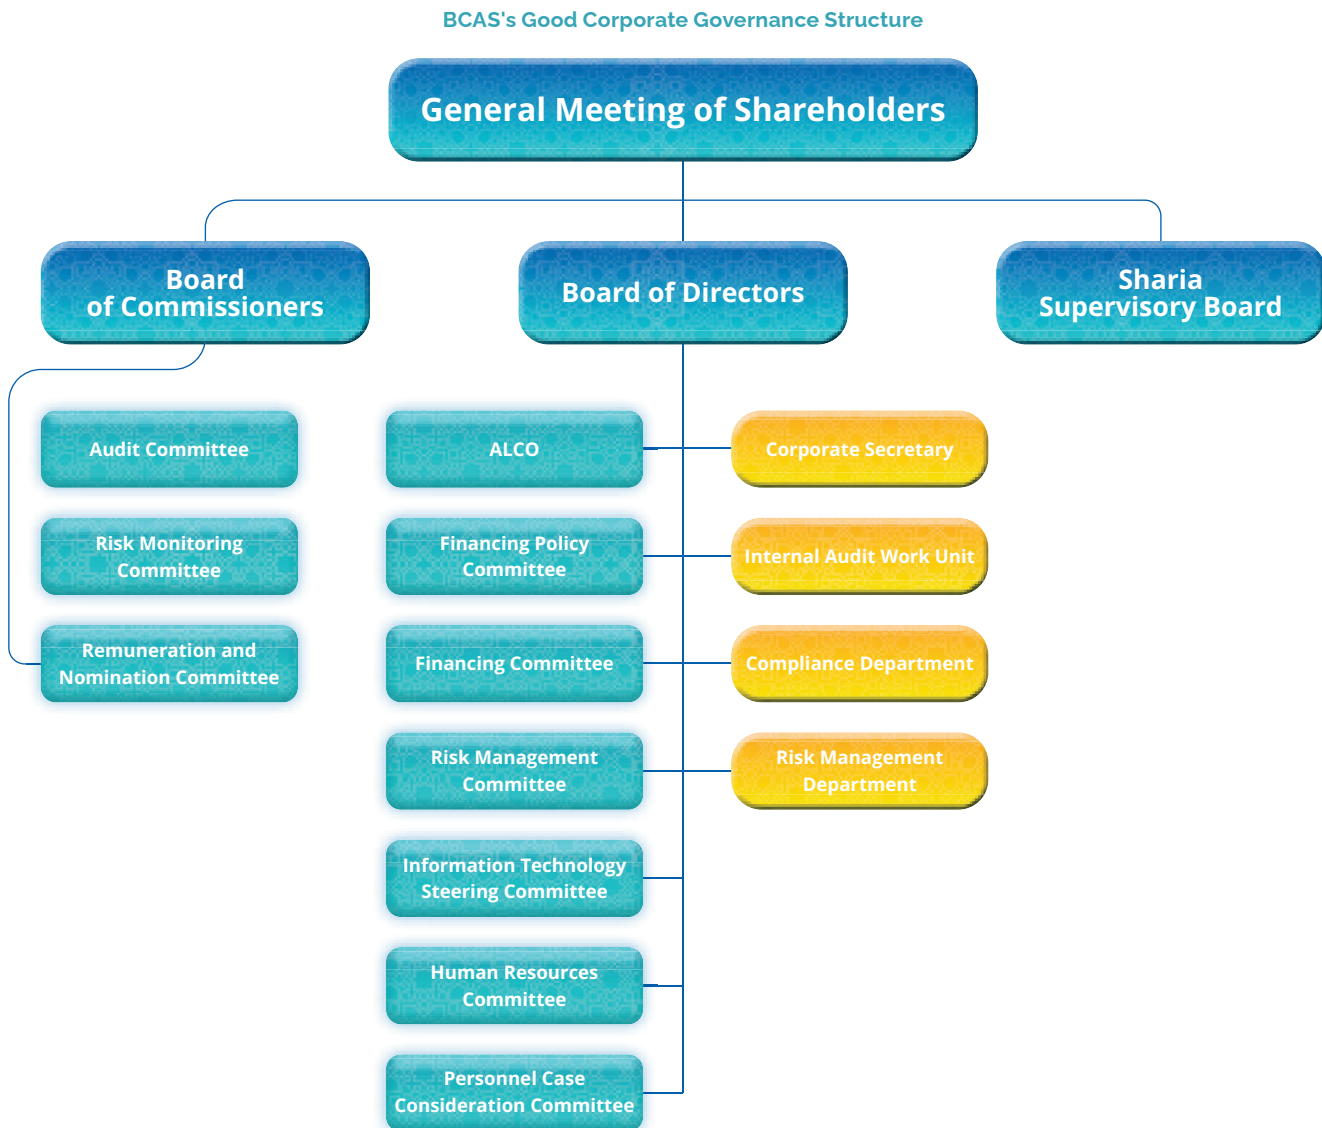 BCAS's Good Corporate Governance Structure
General Meeting of Shareholders
Board
of Commissioners
Board of Directors
Sharia
Supervisory Board
Audit Committee
Risk Monitoring
Committee
Remuneration and
Nomination Committee
ALCO
Financing Policy
Committee
Financing Committee
Risk Management
Committee
Information Technology
Steering Committee
Human Resources
Committee
Personnel Case
Consideration Committee
Corporate Secretary
Internal Audit Work Unit
Compliance Department
Risk Management
Department